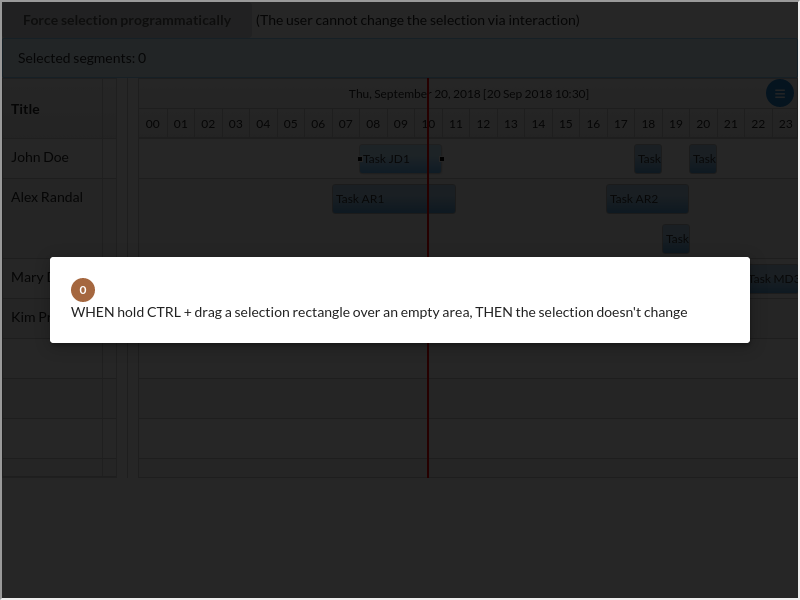 Force selection programmatically (The user cannot change the selection via interaction)
Selected segments: 0
Title
Thu, September 20, 2018 [20 Sep 2018 10:30]
00 01 02 03 04 05 06 07 08 09 10 11 12 13 14 15 16 17 18 19 20 21 22 23
John Doe
Task JD1
Task
Task
Alex Randal
Task AR1
Task AR2
Task
Mary
Task MD3
Kim
0
WHEN hold CTRL + drag a selection rectangle over an empty area, THEN the selection doesn't change